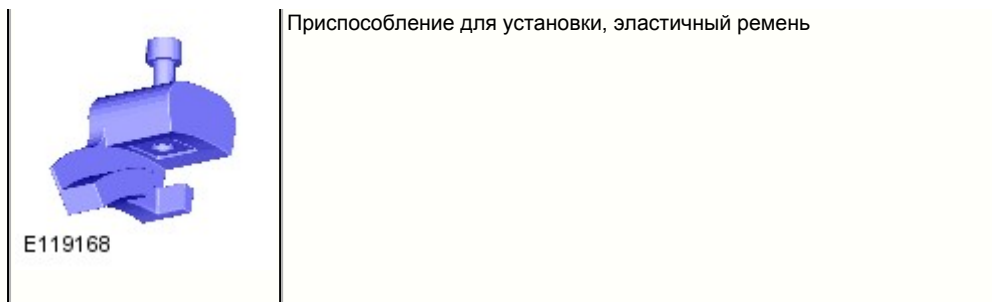 Приспособление для установки, эластичный ремень
E119168